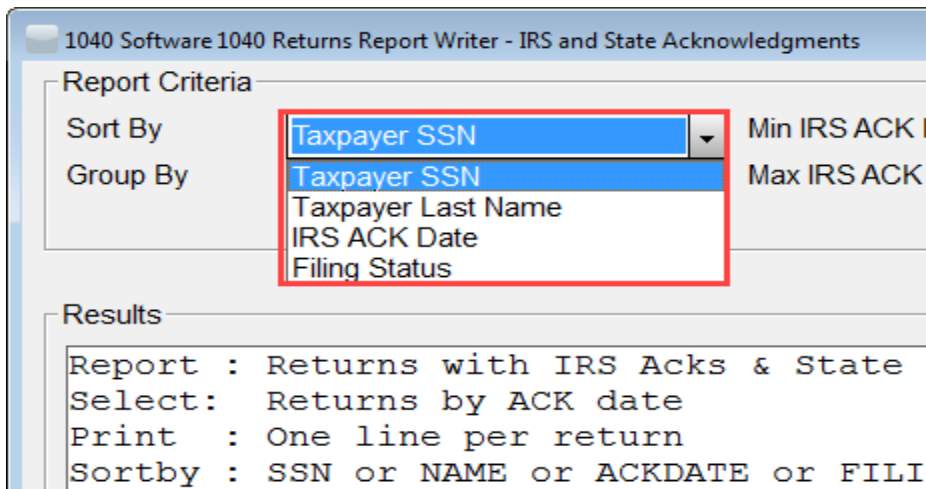 1040 Software 1040 Returns Report Writer - IRS and State Acknowledgments
Report Criteria
Sort By Taxpayer SSN Min IRS ACK
Group By Taxpayer SSN Max IRS ACK
Taxpayer Last Name
IRS ACK Date
Filing Status
Results
Report : Returns with IRS Acks & State
Select: Returns by ACK date
Print : One line per return
Sortby : SSN or NAME or ACKDATE or FILI